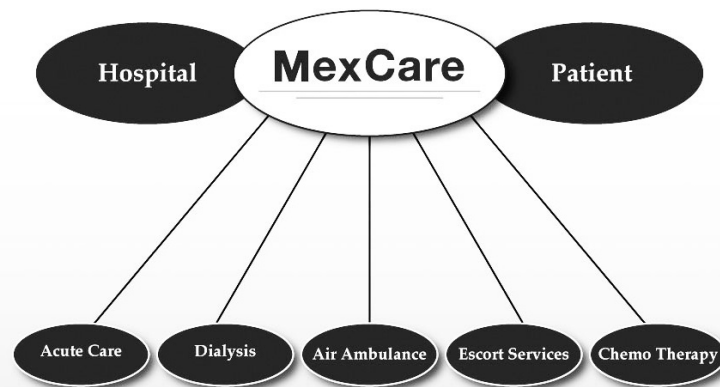 Hospital
MexCare
Patient
Acute Care
Dialysis
Air Ambulance
Escort Services
Chemo Therapy